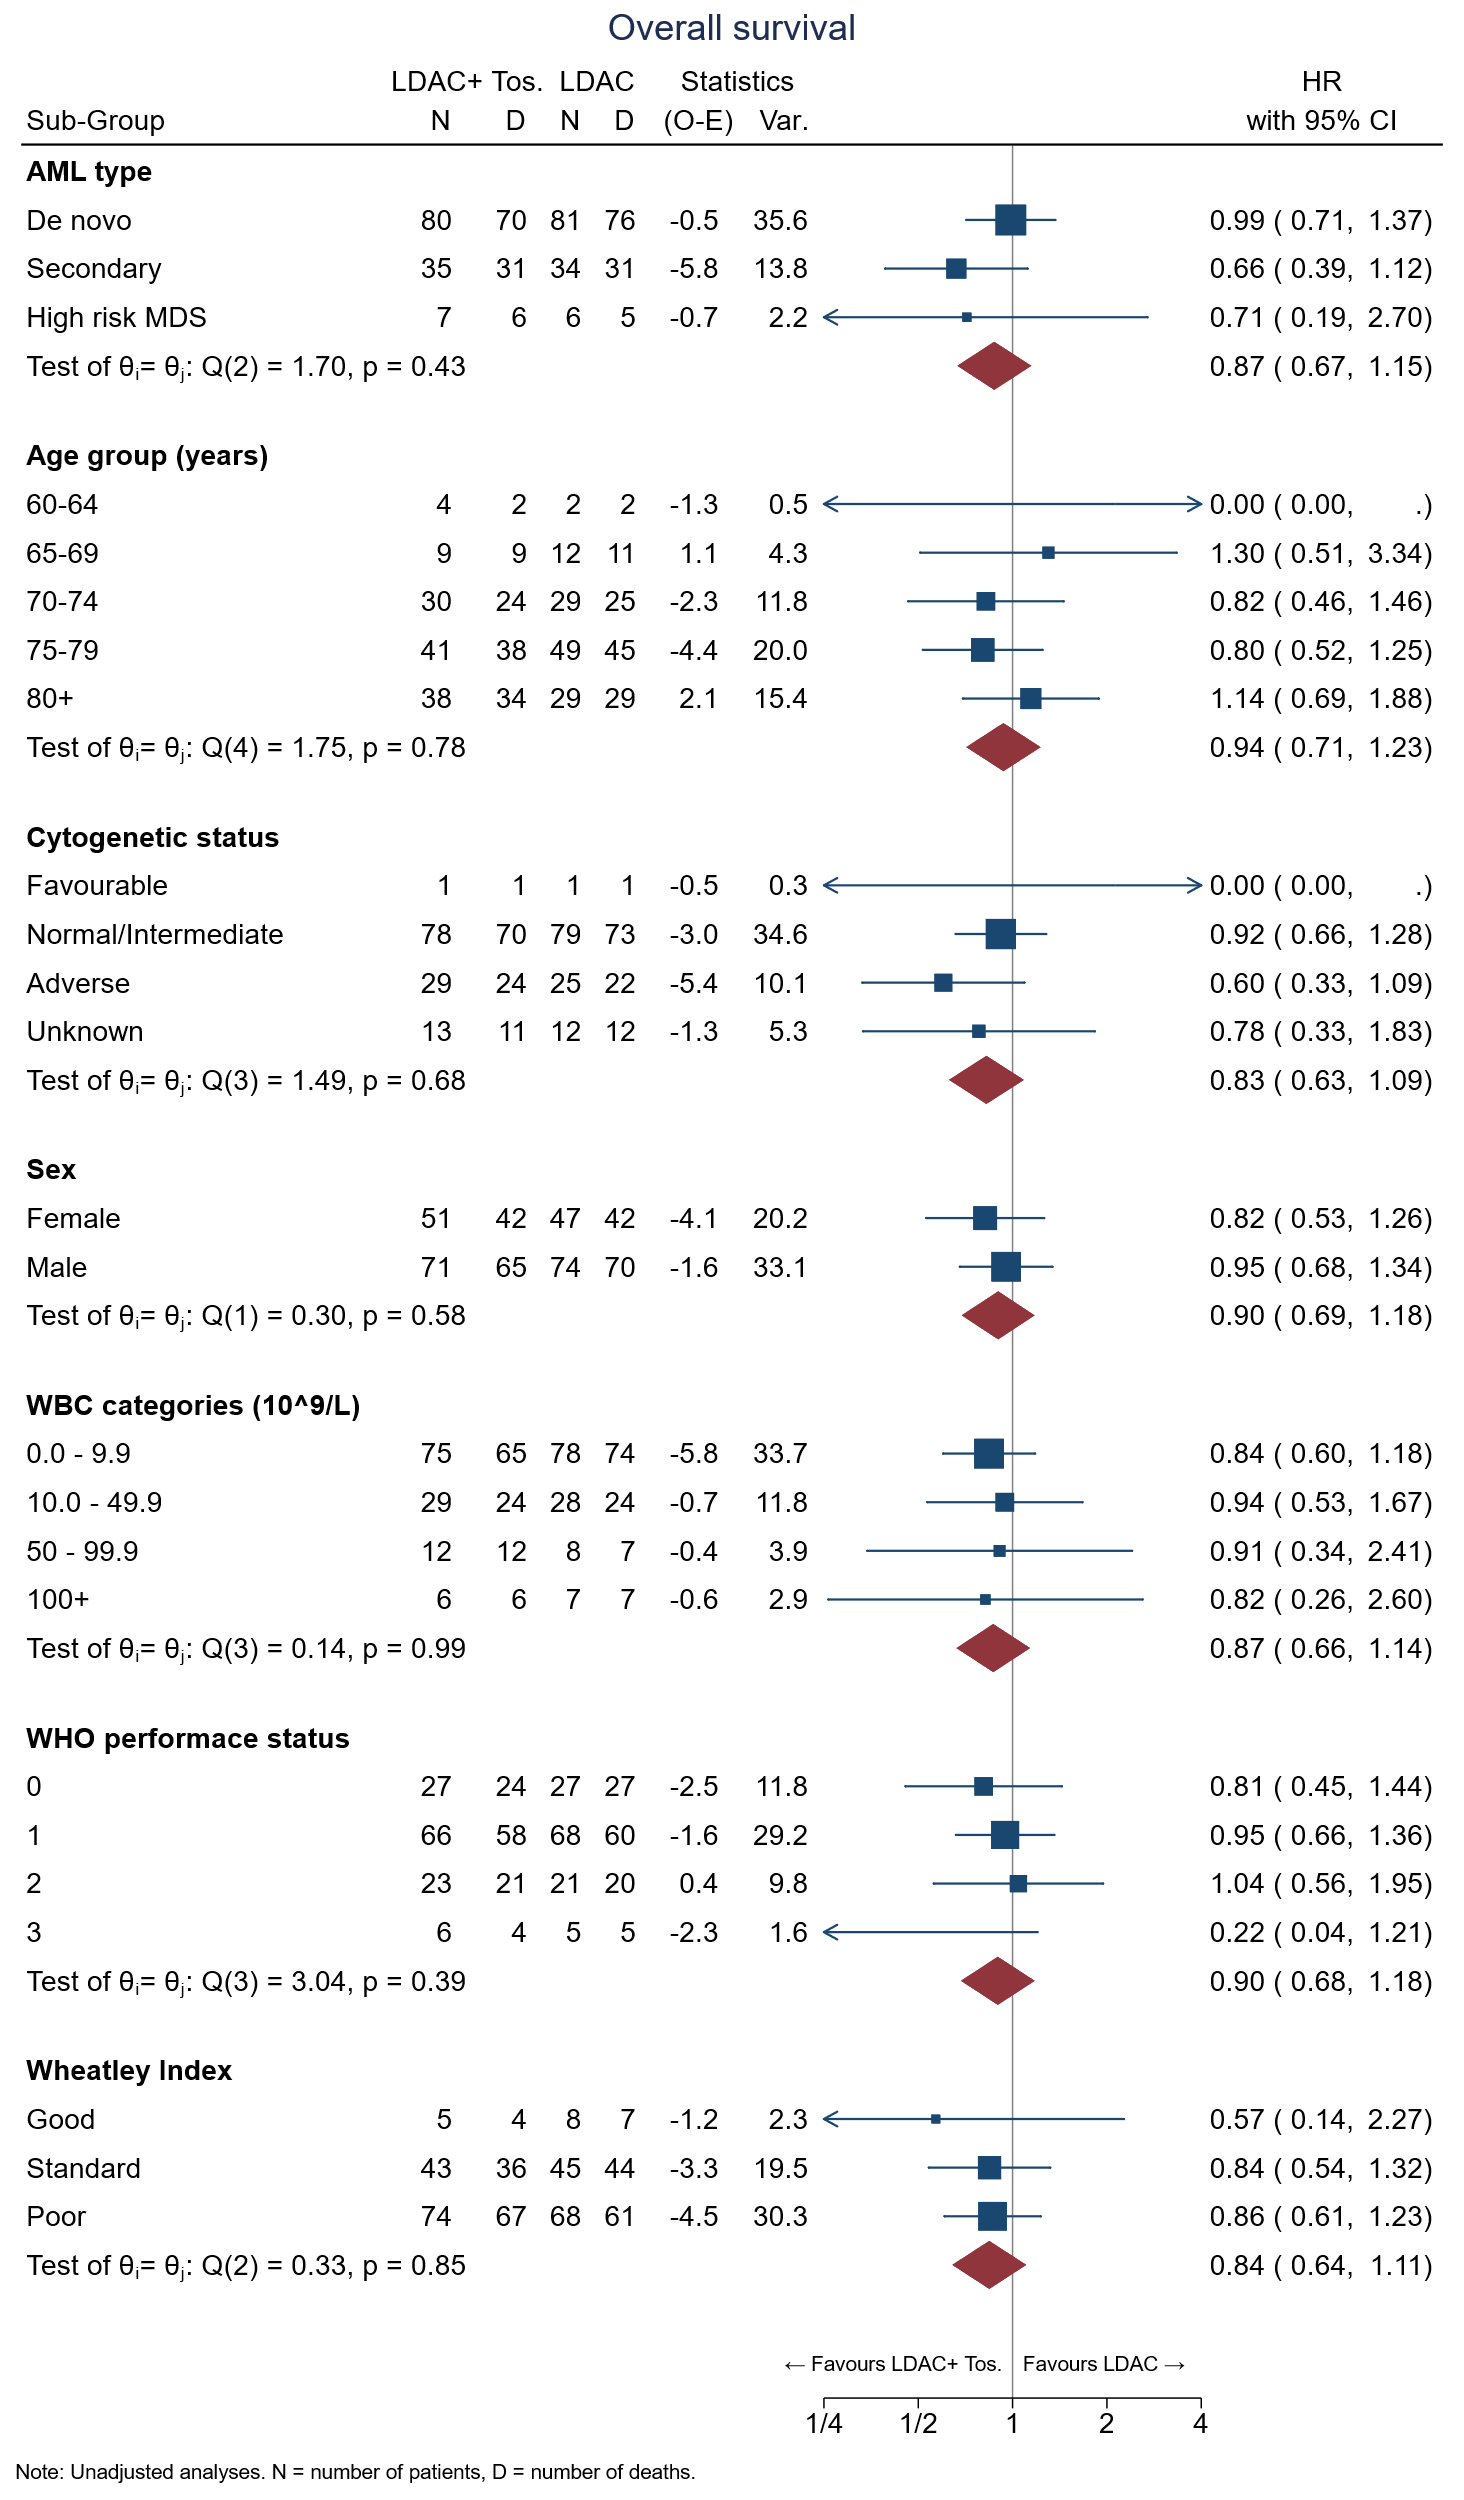 Overall survival
LDAC+ Tos. LDAC Statistics HR
Sub-Group N D N D (O-E) Var. with 95% CI
AML type
De novo 80 70 81 76 -0.5 35.6 0.99 ( 0.71, 1.37)
Secondary 35 31 34 31 -5.8 13.8 0.66 ( 0.39, 1.12)
High risk MDS 7 6 6 5 -0.7 2.2 0.71 ( 0.19, 2.70)
Test of θᵢ= θⱼ: Q(2) = 1.70, p = 0.43 0.87 ( 0.67, 1.15)
Age group (years)
60-64 4 2 2 2 -1.3 0.5 0.00 ( 0.00, .)
65-69 9 9 12 11 1.1 4.3 1.30 ( 0.51, 3.34)
70-74 30 24 29 25 -2.3 11.8 0.82 ( 0.46, 1.46)
75-79 41 38 49 45 -4.4 20.0 0.80 ( 0.52, 1.25)
80+ 38 34 29 29 2.1 15.4 1.14 ( 0.69, 1.88)
Test of θᵢ= θⱼ: Q(4) = 1.75, p = 0.78 0.94 ( 0.71, 1.23)
Cytogenetic status
Favourable 1 1 1 1 -0.5 0.3 0.00 ( 0.00, .)
Normal/Intermediate 78 70 79 73 -3.0 34.6 0.92 ( 0.66, 1.28)
Adverse 29 24 25 22 -5.4 10.1 0.60 ( 0.33, 1.09)
Unknown 13 11 12 12 -1.3 5.3 0.78 ( 0.33, 1.83)
Test of θᵢ= θⱼ: Q(3) = 1.49, p = 0.68 0.83 ( 0.63, 1.09)
Sex
Female 51 42 47 42 -4.1 20.2 0.82 ( 0.53, 1.26)
Male 71 65 74 70 -1.6 33.1 0.95 ( 0.68, 1.34)
Test of θᵢ= θⱼ: Q(1) = 0.30, p = 0.58 0.90 ( 0.69, 1.18)
WBC categories (10^9/L)
0.0 - 9.9 75 65 78 74 -5.8 33.7 0.84 ( 0.60, 1.18)
10.0 - 49.9 29 24 28 24 -0.7 11.8 0.94 ( 0.53, 1.67)
50 - 99.9 12 12 8 7 -0.4 3.9 0.91 ( 0.34, 2.41)
100+ 6 6 7 7 -0.6 2.9 0.82 ( 0.26, 2.60)
Test of θᵢ= θⱼ: Q(3) = 0.14, p = 0.99 0.87 ( 0.66, 1.14)
WHO performace status
0 27 24 27 27 -2.5 11.8 0.81 ( 0.45, 1.44)
1 66 58 68 60 -1.6 29.2 0.95 ( 0.66, 1.36)
2 23 21 21 20 0.4 9.8 1.04 ( 0.56, 1.95)
3 6 4 5 5 -2.3 1.6 0.22 ( 0.04, 1.21)
Test of θᵢ= θⱼ: Q(3) = 3.04, p = 0.39 0.90 ( 0.68, 1.18)
Wheatley Index
Good 5 4 8 7 -1.2 2.3 0.57 ( 0.14, 2.27)
Standard 43 36 45 44 -3.3 19.5 0.84 ( 0.54, 1.32)
Poor 74 67 68 61 -4.5 30.3 0.86 ( 0.61, 1.23)
Test of θᵢ= θⱼ: Q(2) = 0.33, p = 0.85 0.84 ( 0.64, 1.11)
← Favours LDAC+ Tos. Favours LDAC →
1/4 1/2 1 2 4
Note: Unadjusted analyses. N = number of patients, D = number of deaths.